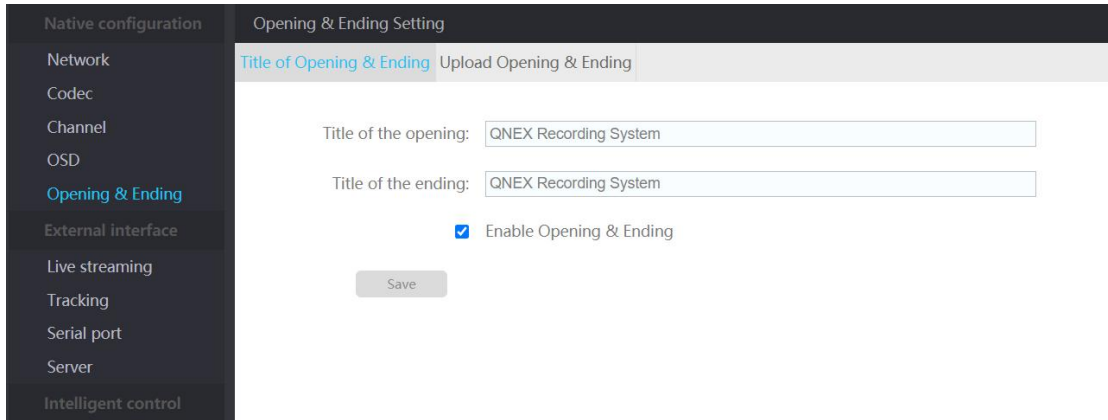 Native configuration
Network
Codec
Channel
OSD
Opening & Ending
External interface
Live streaming
Tracking
Serial port
Server
Intelligent control
Opening & Ending Setting
Title of Opening & Ending Upload Opening & Ending
Title of the opening: QNEX Recording System
Title of the ending: QNEX Recording System
Enable Opening & Ending
Save